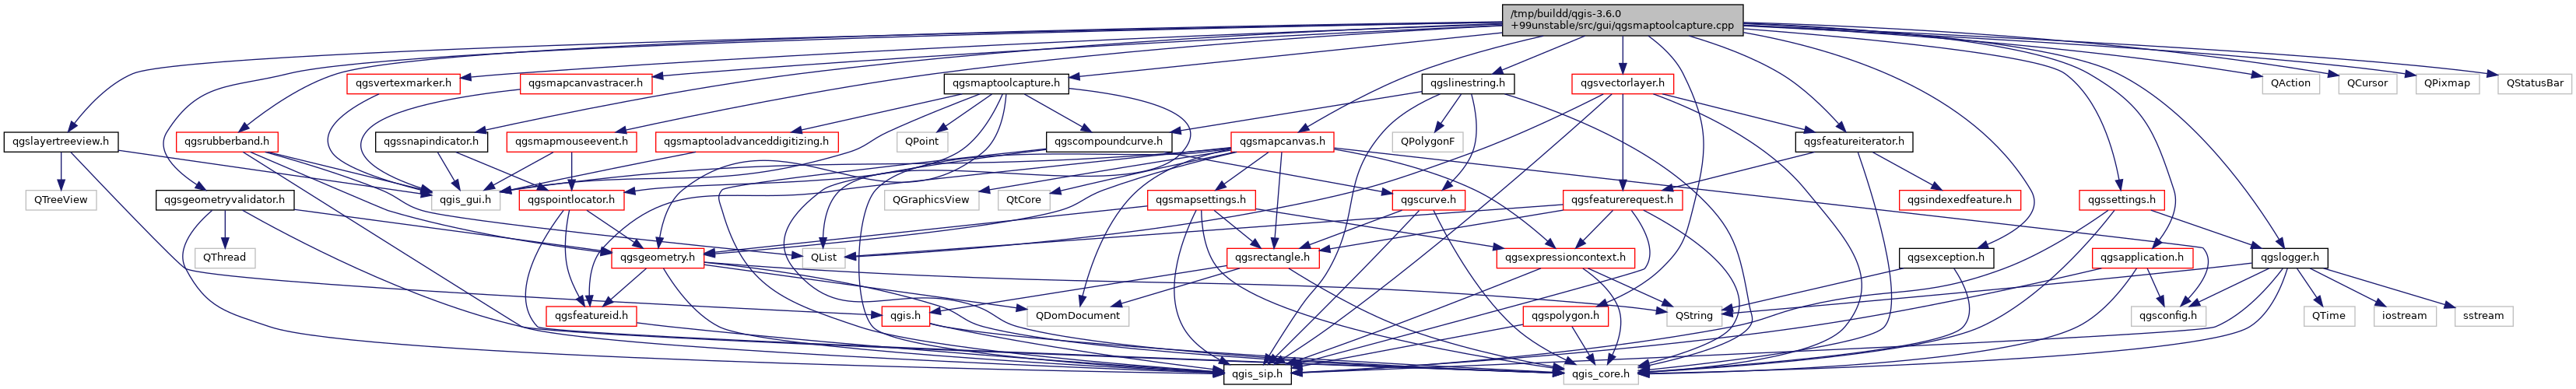 /tmp/buildd/qgis-3.6.0
+99unstable/src/gui/qgsmaptoolcapture.cpp
qgsvertexmarker.h
qgsmapcanvastracer.h
qgsmaptoolcapture.h
qgslinestring.h
qgsvectorlayer.h
QAction
QCursor
QPixmap
QStatusBar
qgslayertreeview.h
qgsrubberband.h
qgssnapindicator.h
qgsmapmouseevent.h
qgsmaptooladvanceddigitizing.h
QPoint
qgscompoundcurve.h
qgsmapcanvas.h
QPolygonF
qgsfeatureiterator.h
QTreeView
qgsgeometryvalidator.h
qgis_gui.h
qgspointlocator.h
QGraphicsView
QtCore
qgsmapsettings.h
qgscurve.h
qgsfeaturerequest.h
qgsindexedfeature.h
qgssettings.h
QThread
qgsgeometry.h
QList
qgsrectangle.h
qgsexpressioncontext.h
qgsexception.h
qgsapplication.h
qgslogger.h
qgsfeatureid.h
qgis.h
QDomDocument
qgspolygon.h
QString
qgsconfig.h
QTime
iostream
sstream
qgis_sip.h
qgis_core.h